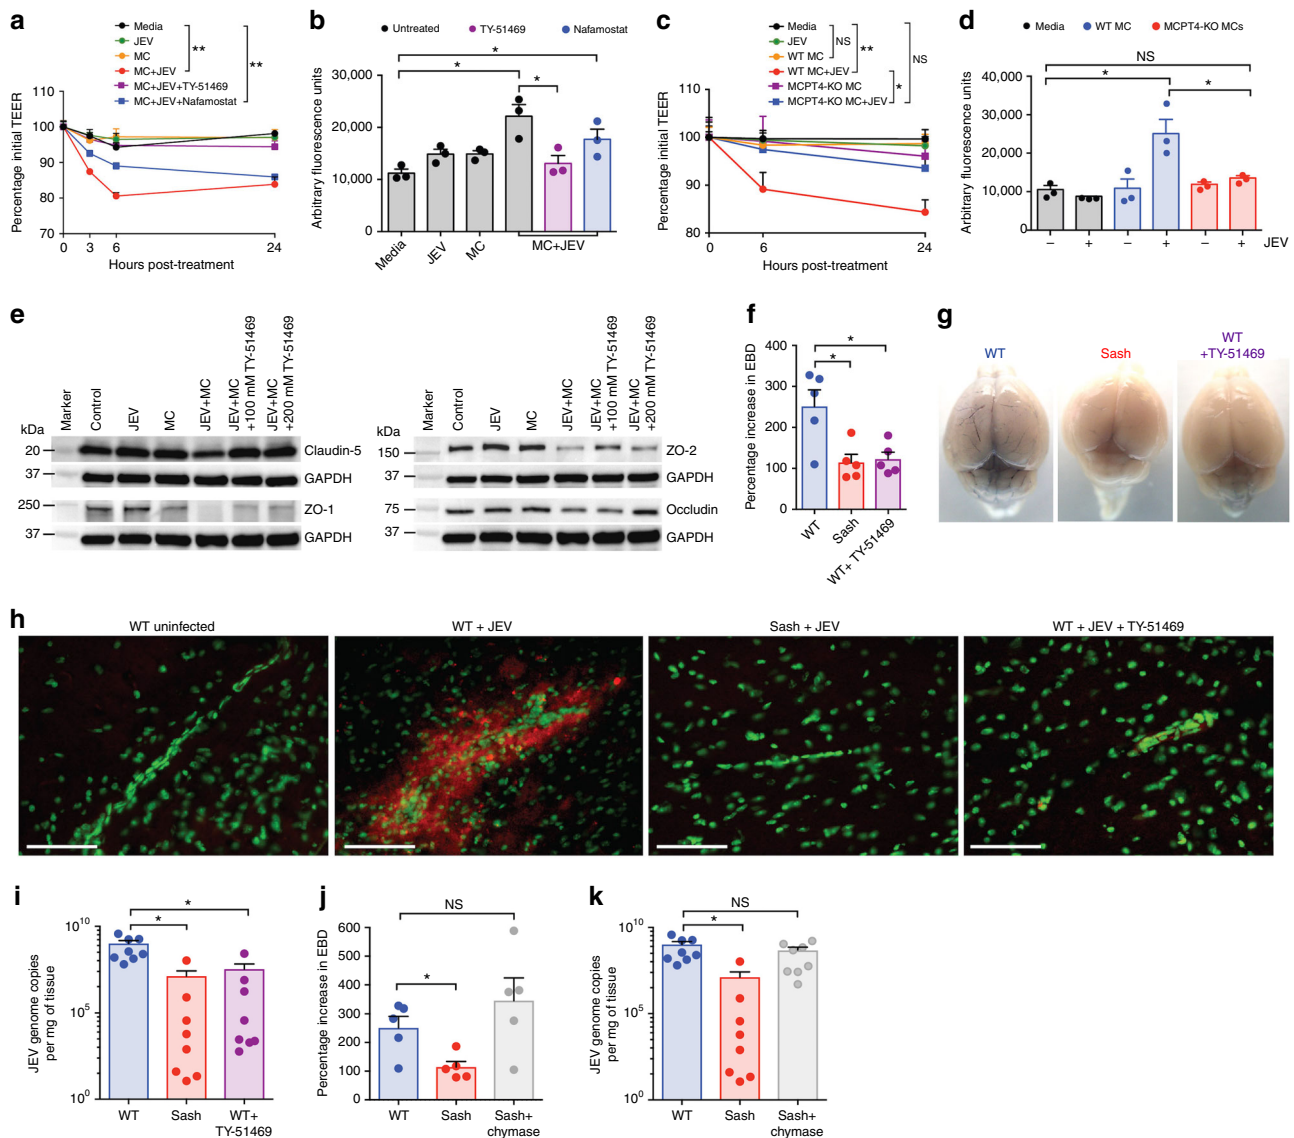 a
Media
JEV
MC
MC+JEV
MC+JEV+TY-51469
MC+JEV+Nafamostat
**
**
Percentage initial TEER
110
100
90
80
70
0 3 6 24
Hours post-treatment
b
Untreated TY-51469 Nafamostat
*
*
*
Arbitrary fluorescence units
30,000
20,000
10,000
0
Media JEV MC MC+JEV
c
Media
JEV
WT MC
WT MC+JEV
MCPT4-KO MC
MCPT4-KO MC+JEV
NS
**
*
NS
Percentage initial TEER
110
100
90
80
0 6 24
Hours post-treatment
d
Media WT MC MCPT4-KO MCs
NS
*
*
Arbitrary fluorescence units
40,000
30,000
20,000
10,000
0
– + – + – + JEV
e
Marker
Control
JEV
MC
JEV+MC
JEV+MC
+100 mM TY-51469
JEV+MC
+200 mM TY-51469
kDa
20
Claudin-5
37
GAPDH
250
ZO-1
37
GAPDH
Marker
Control
JEV
MC
JEV+MC
JEV+MC
+100 mM TY-51469
JEV+MC
+200 mM TY-51469
kDa
150
ZO-2
37
GAPDH
75
Occludin
37
GAPDH
f
Percentage increase in EBD
400
300
200
100
0
*
*
WT
Sash
WT+ TY-51469
g
WT
Sash
WT
+TY-51469
h
WT uninfected
WT + JEV
Sash + JEV
WT + JEV + TY-51469
i
JEV genome copies
per mg of tissue
10^10
10^5
10^0
*
*
WT
Sash
WT+
TY-51469
j
Percentage increase in EBD
600
500
400
300
200
100
0
NS
*
WT
Sash
Sash+
chymase
k
JEV genome copies
per mg of tissue
10^10
10^5
10^0
NS
*
WT
Sash
Sash+
chymase